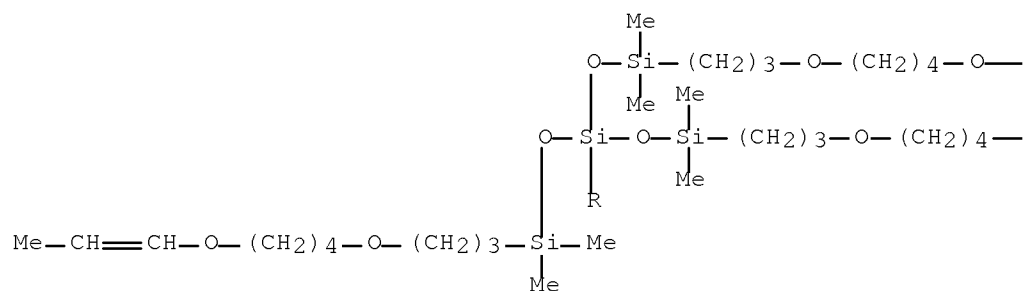 Me
O—Si—(CH2)3—O—(CH2)4—O—
Me Me
O—Si—O—Si—(CH2)3—O—(CH2)4—
Me
R
Me—CH=CH—O—(CH2)4—O—(CH2)3—Si—Me
Me